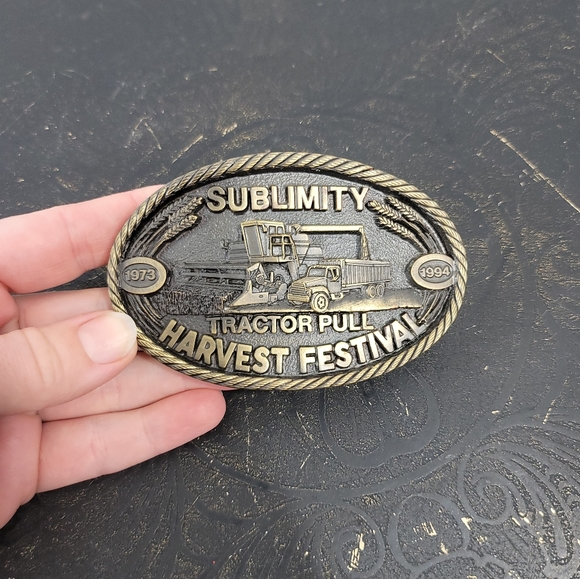 SUBLIMITY
1973 1994
TRACTOR PULL
HARVEST FESTIVAL